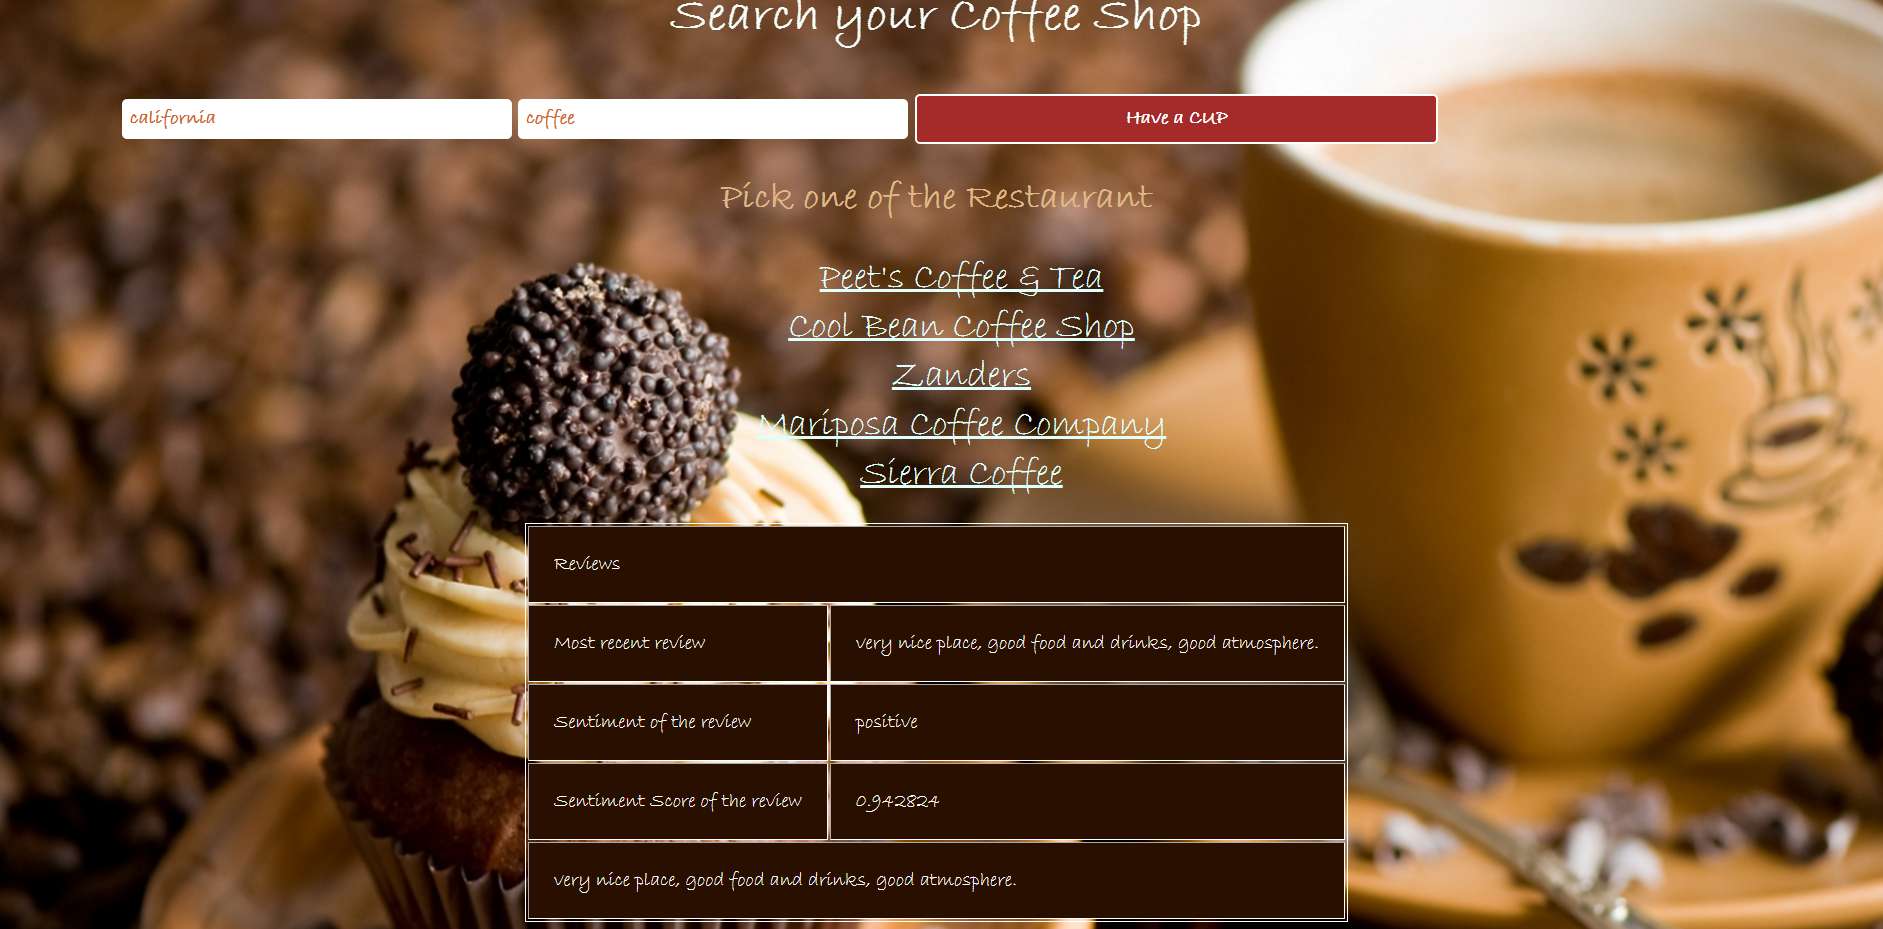 Search your Coffee Shop
california coffee Have a CUP
Pick one of the Restaurant
Peet's Coffee & Tea
Cool Bean Coffee Shop
Zanders
Mariposa Coffee Company
Sierra Coffee
Reviews
Most recent review very nice place, good food and drinks, good atmosphere.
Sentiment of the review positive
Sentiment Score of the review 0.942824
very nice place, good food and drinks, good atmosphere.